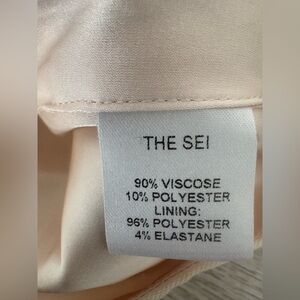 THE SEI
90% VISCOSE
10% POLYESTER
LINING:
96% POLYESTER
4% ELASTANE